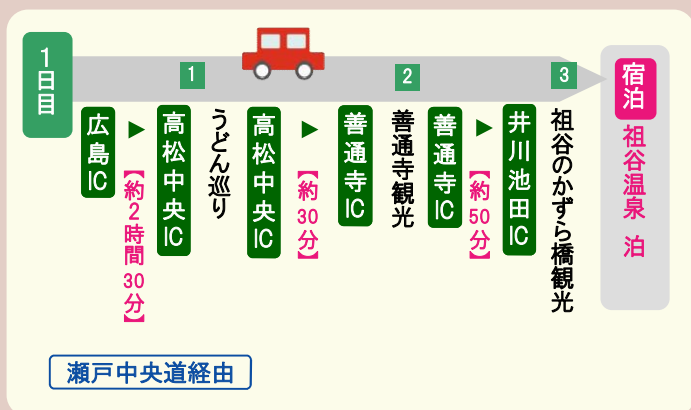 1日目
1
2
3
広島IC
▶
【約2時間30分】
高松中央IC
うどん巡り
高松中央IC
▶
【約30分】
善通寺IC
善通寺観光
善通寺IC
▶
【約50分】
井川池田IC
祖谷のかずら橋観光
宿泊
祖谷温泉 泊
瀬戸中央道経由